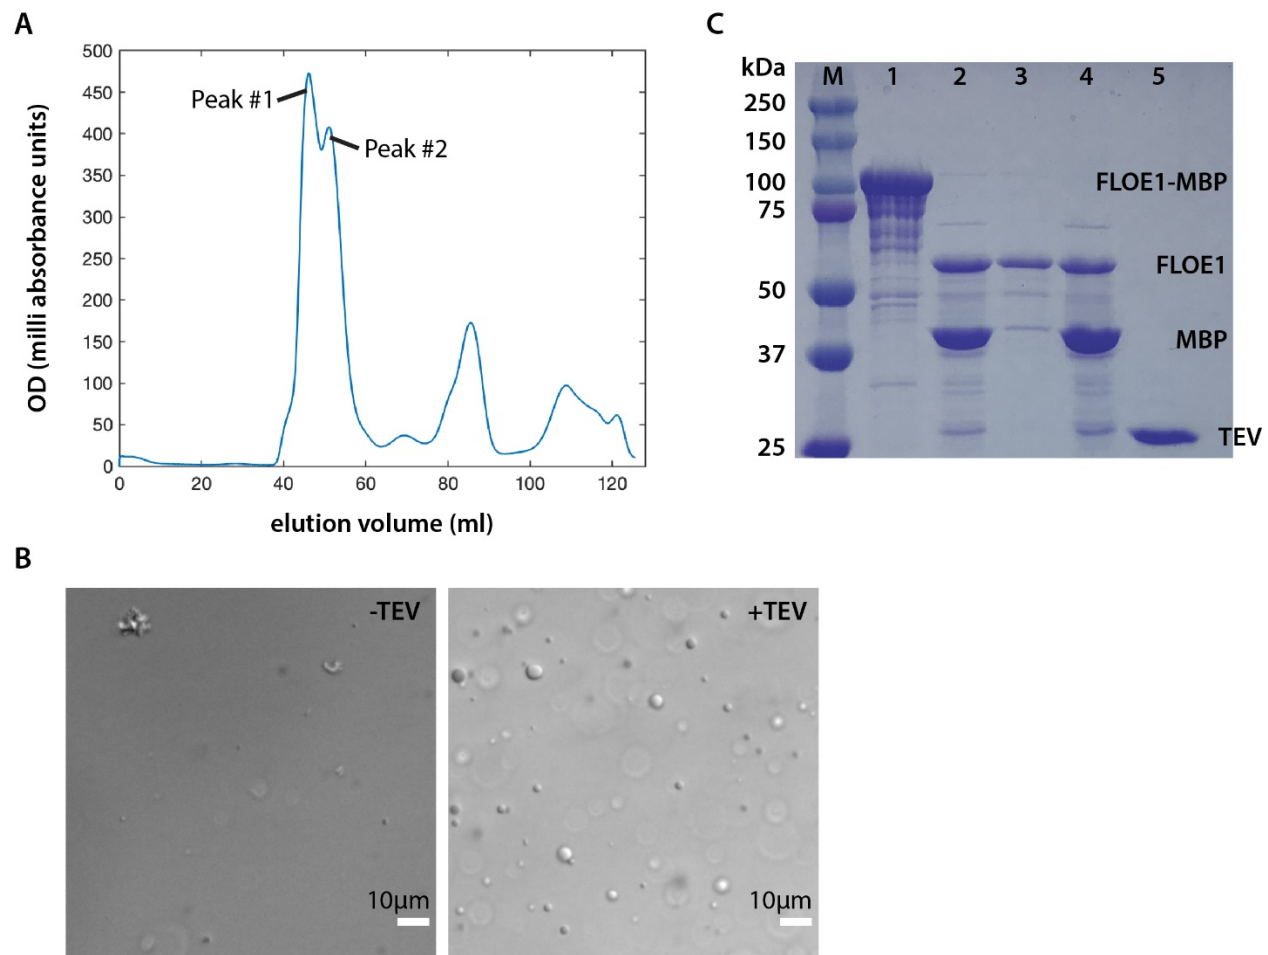 A
500
450
400
350
300
250
200
150
100
50
0
0 20 40 60 80 100 120
OD (milli absorbance units)
elution volume (ml)
Peak #1
Peak #2
B
-TEV
10µm
+TEV
10µm
C
kDa M 1 2 3 4 5
250
150
100 FLOE1-MBP
75
FLOE1
50
MBP
37
TEV
25